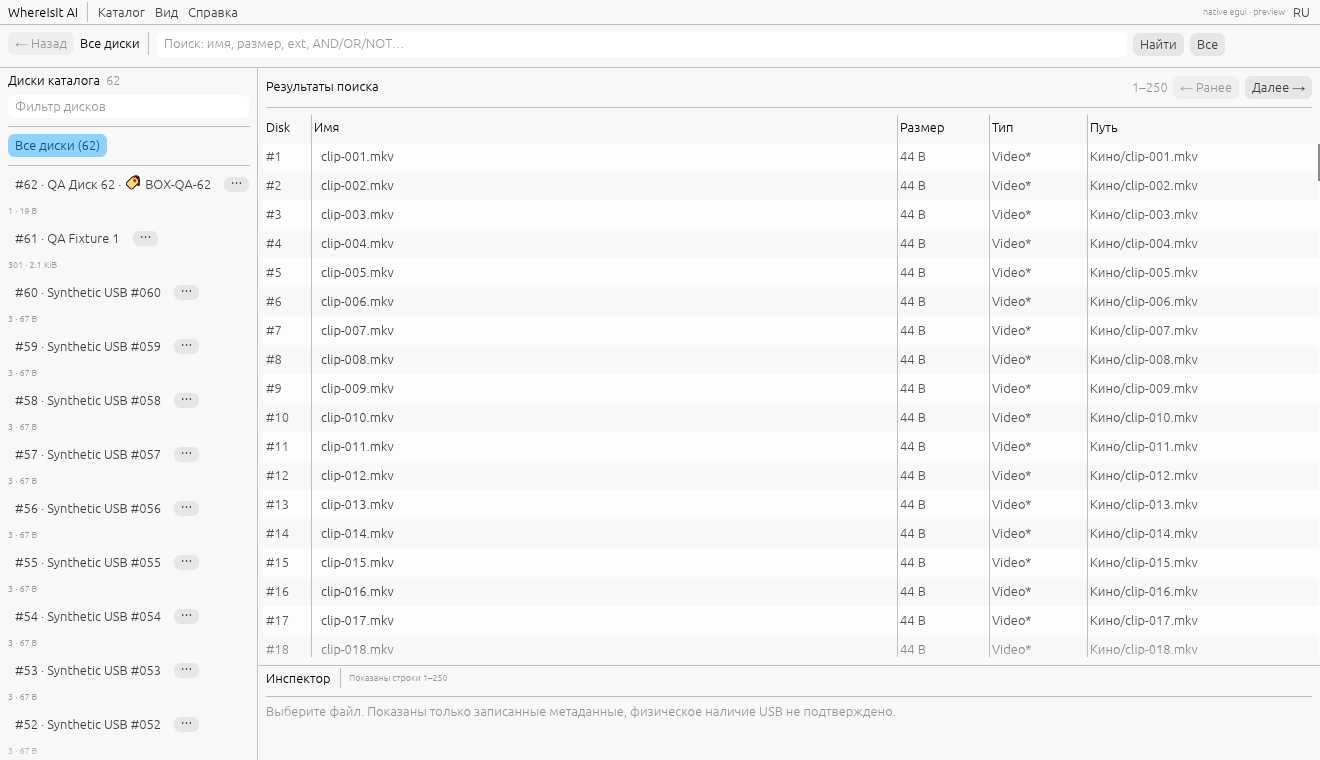 WhereIsIt AI Каталог Вид Справка native egui · preview RU
← Назад Все диски Поиск: имя, размер, ext, AND/OR/NOT… Найти Все
Диски каталога 62
Фильтр дисков
Все диски (62)
#62 · QA Диск 62 · 🏷 BOX-QA-62 ···
1 · 19 B
#61 · QA Fixture 1 ···
301 · 2.1 KiB
#60 · Synthetic USB #060 ···
3 · 67 B
#59 · Synthetic USB #059 ···
3 · 67 B
#58 · Synthetic USB #058 ···
3 · 67 B
#57 · Synthetic USB #057 ···
3 · 67 B
#56 · Synthetic USB #056 ···
3 · 67 B
#55 · Synthetic USB #055 ···
3 · 67 B
#54 · Synthetic USB #054 ···
3 · 67 B
#53 · Synthetic USB #053 ···
3 · 67 B
#52 · Synthetic USB #052 ···
3 · 67 B
Результаты поиска 1–250 ← Ранее Далее →
Disk Имя Размер Тип Путь
#1 clip-001.mkv 44 B Video* Кино/clip-001.mkv
#2 clip-002.mkv 44 B Video* Кино/clip-002.mkv
#3 clip-003.mkv 44 B Video* Кино/clip-003.mkv
#4 clip-004.mkv 44 B Video* Кино/clip-004.mkv
#5 clip-005.mkv 44 B Video* Кино/clip-005.mkv
#6 clip-006.mkv 44 B Video* Кино/clip-006.mkv
#7 clip-007.mkv 44 B Video* Кино/clip-007.mkv
#8 clip-008.mkv 44 B Video* Кино/clip-008.mkv
#9 clip-009.mkv 44 B Video* Кино/clip-009.mkv
#10 clip-010.mkv 44 B Video* Кино/clip-010.mkv
#11 clip-011.mkv 44 B Video* Кино/clip-011.mkv
#12 clip-012.mkv 44 B Video* Кино/clip-012.mkv
#13 clip-013.mkv 44 B Video* Кино/clip-013.mkv
#14 clip-014.mkv 44 B Video* Кино/clip-014.mkv
#15 clip-015.mkv 44 B Video* Кино/clip-015.mkv
#16 clip-016.mkv 44 B Video* Кино/clip-016.mkv
#17 clip-017.mkv 44 B Video* Кино/clip-017.mkv
#18 clip-018.mkv 44 B Video* Кино/clip-018.mkv
Инспектор Показаны строки 1–250
Выберите файл. Показаны только записанные метаданные, физическое наличие USB не подтверждено.